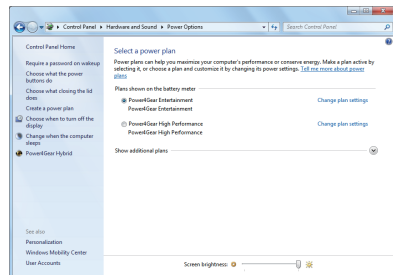 Control Panel
Hardware and Sound
Power Options
Search Control Panel
Control Panel Home
Require a password on wakeup
Choose what the power
buttons do
Choose what closing the lid
does
Create a power plan
Choose when to turn off the
display
Change when the computer
sleeps
Power4Gear Hybrid
See also
Personalization
Windows Mobility Center
User Accounts
Select a power plan
Power plans can help you maximize your computer's performance or conserve energy. Make a plan active by
selecting it, or choose a plan and customize it by changing its power settings. Tell me more about power
plans
Plans shown on the battery meter
Power4Gear Entertainment
Change plan settings
Power4Gear Entertainment
Power4Gear High Performance
Change plan settings
Power4Gear High Performance
Show additional plans
Screen brightness: